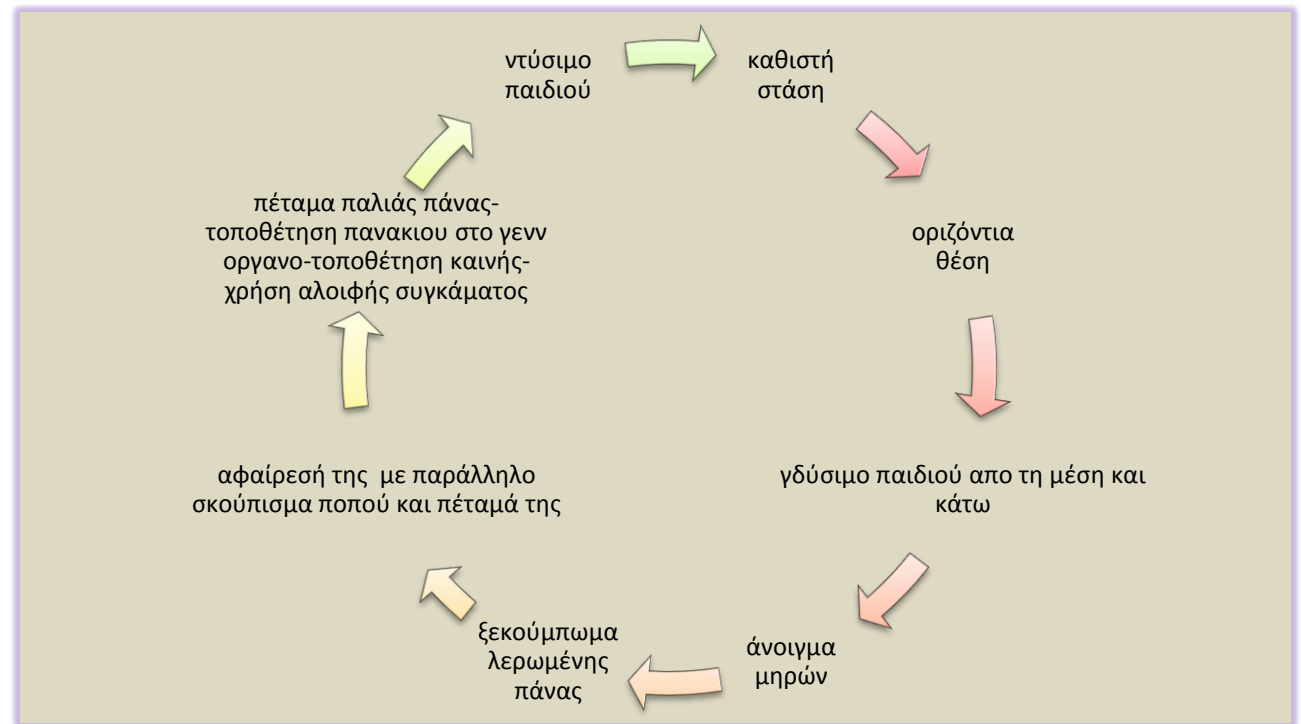 καθιστή
στάση
οριζόντια
θέση
γδύσιμο παιδιού απο τη μέση και
κάτω
άνοιγμα
μηρών
ξεκούμπωμα
λερωμένης
πάνας
αφαίρεσή της  με παράλληλο
σκούπισμα ποπού και πέταμά της
πέταμα παλιάς πάνας-
τοποθέτηση πανακιου στο γενν
οργανο-τοποθέτηση καινής-
χρήση αλοιφής συγκάματος
ντύσιμο
παιδιού